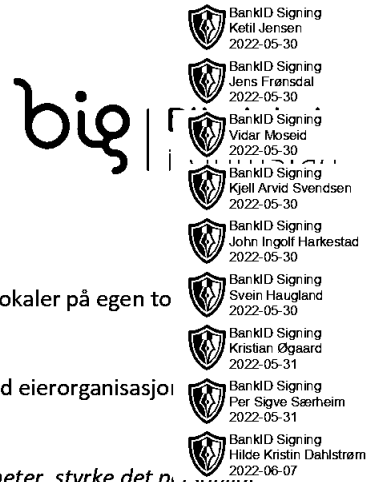 BankID Signing
Ketil Jensen
2022-05-30
BankID Signing
Jens Frønsdal
2022-05-30
big
BankID Signing
Vidar Moseid
2022-05-30
BankID Signing
Kjell Arvid Svendsen
2022-05-30
BankID Signing
John Ingolf Harkestad
2022-05-30
okaler på egen to
BankID Signing
Svein Haugland
2022-05-30
BankID Signing
Kristian Øgaard
2022-05-31
d eierorganisasjo
BankID Signing
Per Sigve Særheim
2022-05-31
BankID Signing
Hilde Kristin Dahlstrøm
2022-06-07
neter, styrke det